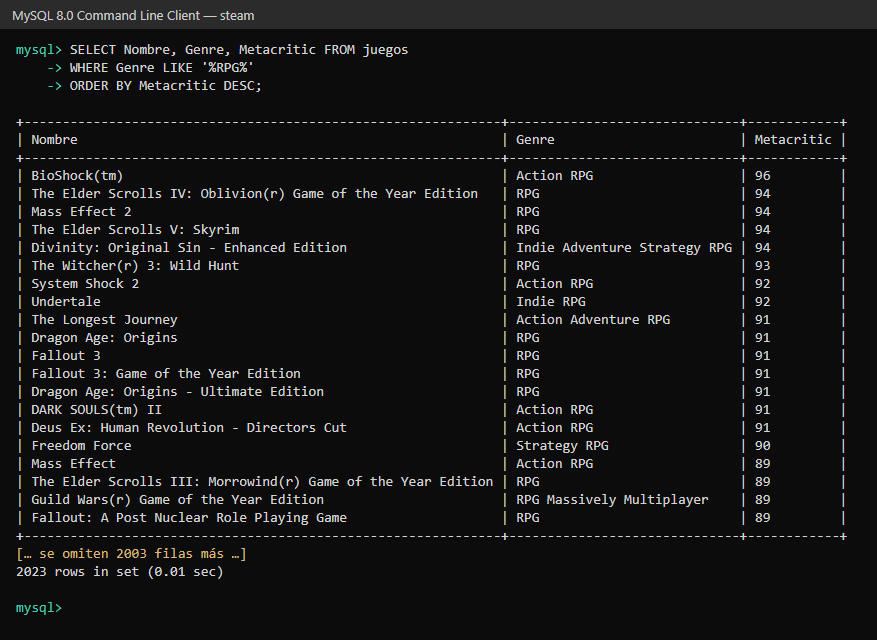 MySQL 8.0 Command Line Client — steam
mysql> SELECT Nombre, Genre, Metacritic FROM juegos
    -> WHERE Genre LIKE '%RPG%'
    -> ORDER BY Metacritic DESC;
+---------------------------------------------------------------+------------------------------+------------+
| Nombre                                                        | Genre                        | Metacritic |
+---------------------------------------------------------------+------------------------------+------------+
| BioShock(tm)                                                  | Action RPG                   | 96         |
| The Elder Scrolls IV: Oblivion(r) Game of the Year Edition    | RPG                          | 94         |
| Mass Effect 2                                                 | RPG                          | 94         |
| The Elder Scrolls V: Skyrim                                   | RPG                          | 94         |
| Divinity: Original Sin - Enhanced Edition                     | Indie Adventure Strategy RPG | 94         |
| The Witcher(r) 3: Wild Hunt                                   | RPG                          | 93         |
| System Shock 2                                                | Action RPG                   | 92         |
| Undertale                                                     | Indie RPG                    | 92         |
| The Longest Journey                                           | Action Adventure RPG         | 91         |
| Dragon Age: Origins                                           | RPG                          | 91         |
| Fallout 3                                                     | RPG                          | 91         |
| Fallout 3: Game of the Year Edition                           | RPG                          | 91         |
| Dragon Age: Origins - Ultimate Edition                        | RPG                          | 91         |
| DARK SOULS(tm) II                                             | Action RPG                   | 91         |
| Deus Ex: Human Revolution - Directors Cut                     | Action RPG                   | 91         |
| Freedom Force                                                 | Strategy RPG                 | 90         |
| Mass Effect                                                   | Action RPG                   | 89         |
| The Elder Scrolls III: Morrowind(r) Game of the Year Edition  | RPG                          | 89         |
| Guild Wars(r) Game of the Year Edition                        | RPG Massively Multiplayer    | 89         |
| Fallout: A Post Nuclear Role Playing Game                     | RPG                          | 89         |
+---------------------------------------------------------------+------------------------------+------------+
[… se omiten 2003 filas más …]
2023 rows in set (0.01 sec)
mysql>